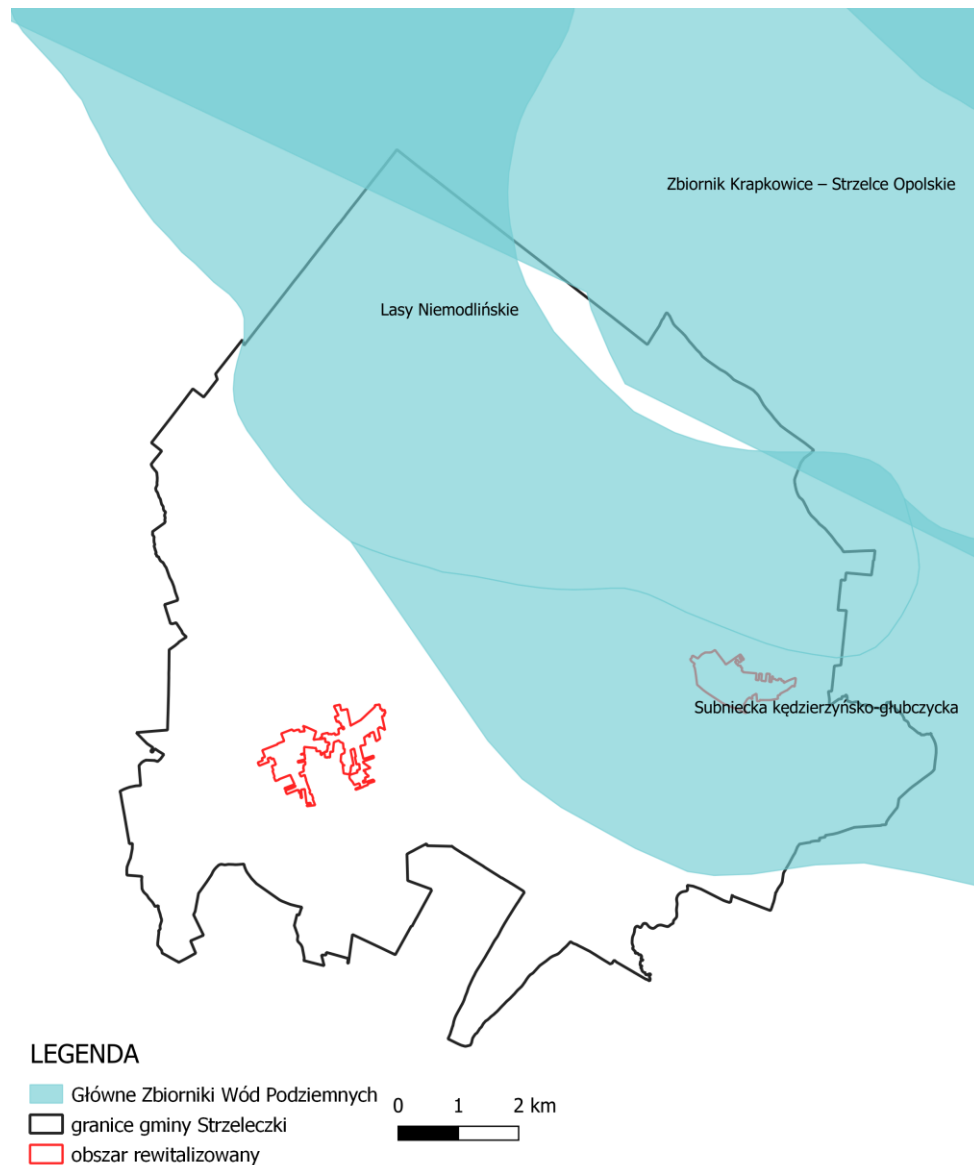 Zbiornik Krapkowice – Strzelce Opolskie
Lasy Niemodlińskie
Subniecka kędzierzyńsko-głubczycka
LEGENDA
Główne Zbiorniki Wód Podziemnych
granice gminy Strzeleczki
obszar rewitalizowany
0 1 2 km